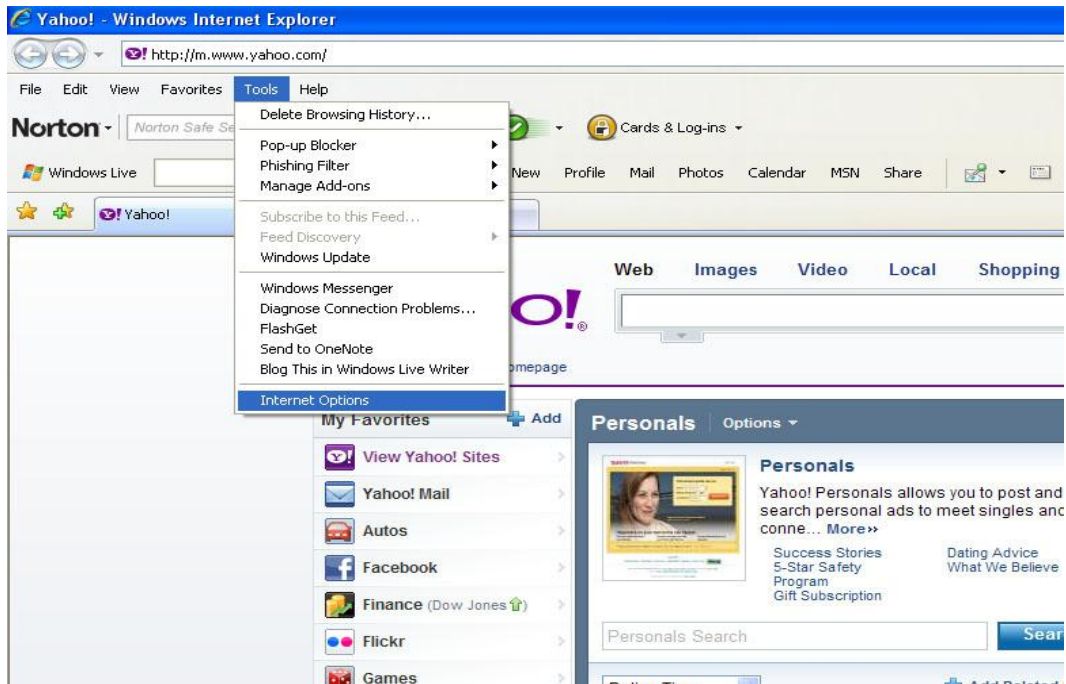 Yahoo! - Windows Internet Explorer
http://m.www.yahoo.com/
File Edit View Favorites Tools Help
Norton Norton Safe Se Cards & Log-ins
Windows Live New Profile Mail Photos Calendar MSN Share
Yahoo!
Delete Browsing History...
Pop-up Blocker
Phishing Filter
Manage Add-ons
Subscribe to this Feed...
Feed Discovery
Windows Update
Windows Messenger
Diagnose Connection Problems...
FlashGet
Send to OneNote
Blog This in Windows Live Writer
Internet Options
Web Images Video Local Shopping
O!®
omepage
My Favorites Add
View Yahoo! Sites
Yahoo! Mail
Autos
Facebook
Finance (Dow Jones)
Flickr
Games
Personals Options
Personals
Yahoo! Personals allows you to post and
search personal ads to meet singles and
conne... More»
Success Stories Dating Advice
5-Star Safety What We Believe
Program
Gift Subscription
Personals Search Sear